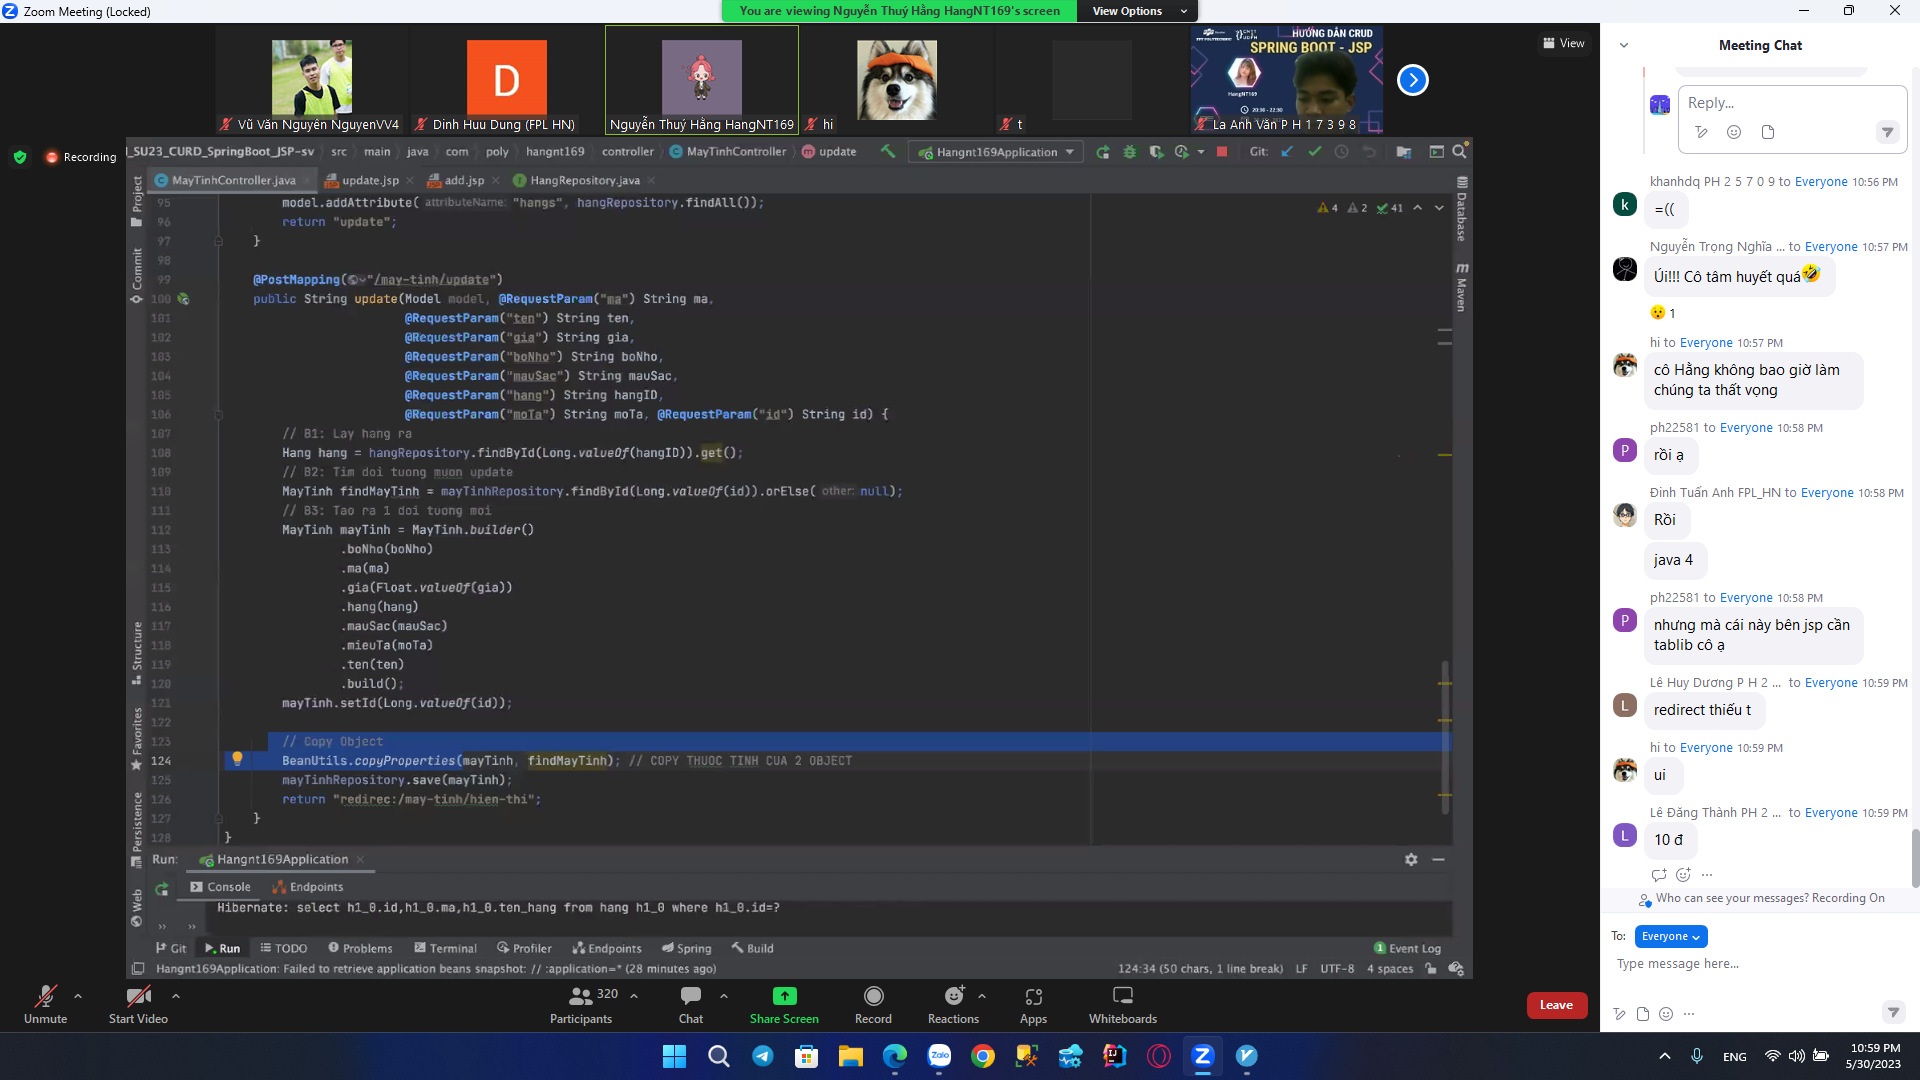 Zoom Meeting (Locked)
You are viewing Nguyễn Thuý Hằng HangNT169's screen
View Options
View
Vũ Văn Nguyên NguyenVV4
D
Dinh Huu Dung (FPL HN)
Nguyễn Thuý Hằng HangNT169
hi
t
HƯỚNG DẪN CRUD
SPRING BOOT - JSP
HangNT169
20:30 - 22:30
La Anh Văn P H 1 7 3 9 8
Recording
_SU23_CURD_SpringBoot_JSP-sv
src
main
java
com
poly
hangnt169
controller
MayTinhController
update
Hangnt169Application
Git:
MayTinhController.java
update.jsp
add.jsp
HangRepository.java
4
2
41
Project
Commit
Structure
Favorites
Persistence
Web
Database
Maven
95 model.addAttribute( attributeName: "hangs", hangRepository.findAll());
96 return "update";
97 }
98
99 @PostMapping("/may-tinh/update")
100 public String update(Model model, @RequestParam("ma") String ma,
101 @RequestParam("ten") String ten,
102 @RequestParam("gia") String gia,
103 @RequestParam("boNho") String boNho,
104 @RequestParam("mauSac") String mauSac,
105 @RequestParam("hang") String hangID,
106 @RequestParam("moTa") String moTa, @RequestParam("id") String id) {
107 // B1: Lay hang ra
108 Hang hang = hangRepository.findById(Long.valueOf(hangID)).get();
109 // B2: Tim doi tuong muon update
110 MayTinh findMayTinh = mayTinhRepository.findById(Long.valueOf(id)).orElse( other: null);
111 // B3: Tao ra 1 doi tuong moi
112 MayTinh mayTinh = MayTinh.builder()
113 .boNho(boNho)
114 .ma(ma)
115 .gia(Float.valueOf(gia))
116 .hang(hang)
117 .mauSac(mauSac)
118 .mieuTa(moTa)
119 .ten(ten)
120 .build();
121 mayTinh.setId(Long.valueOf(id));
122
123 // Copy Object
124 BeanUtils.copyProperties(mayTinh, findMayTinh); // COPY THUOC TINH CUA 2 OBJECT
125 mayTinhRepository.save(mayTinh);
126 return "redirec:/may-tinh/hien-thi";
127 }
128 }
Run:
Hangnt169Application
Console
Endpoints
Hibernate: select h1_0.id,h1_0.ma,h1_0.ten_hang from hang h1_0 where h1_0.id=?
Git
Run
TODO
Problems
Terminal
Profiler
Endpoints
Spring
Build
1 Event Log
Hangnt169Application: Failed to retrieve application beans snapshot: // :application=* (28 minutes ago)
124:34 (50 chars, 1 line break)
LF
UTF-8
4 spaces
Unmute
Start Video
320
Participants
Chat
Share Screen
Record
Reactions
Apps
Whiteboards
Leave
Meeting Chat
Reply...
khanhdq PH 2 5 7 0 9 to Everyone 10:56 PM
k
=((
Nguyễn Trọng Nghĩa ... to Everyone 10:57 PM
Úi!!! Cô tâm huyết quá🤣
😮 1
hi to Everyone 10:57 PM
cô Hằng không bao giờ làm
chúng ta thất vọng
ph22581 to Everyone 10:58 PM
P
rồi ạ
Đinh Tuấn Anh FPL_HN to Everyone 10:58 PM
Rồi
java 4
ph22581 to Everyone 10:58 PM
P
nhưng mà cái này bên jsp cần
tablib cô ạ
Lê Huy Dương P H 2 ... to Everyone 10:59 PM
L
redirect thiếu t
hi to Everyone 10:59 PM
ui
Lê Đăng Thành PH 2 ... to Everyone 10:59 PM
L
10 đ
Who can see your messages? Recording On
To: Everyone
Type message here...
Zalo
ENG
10:59 PM
5/30/2023